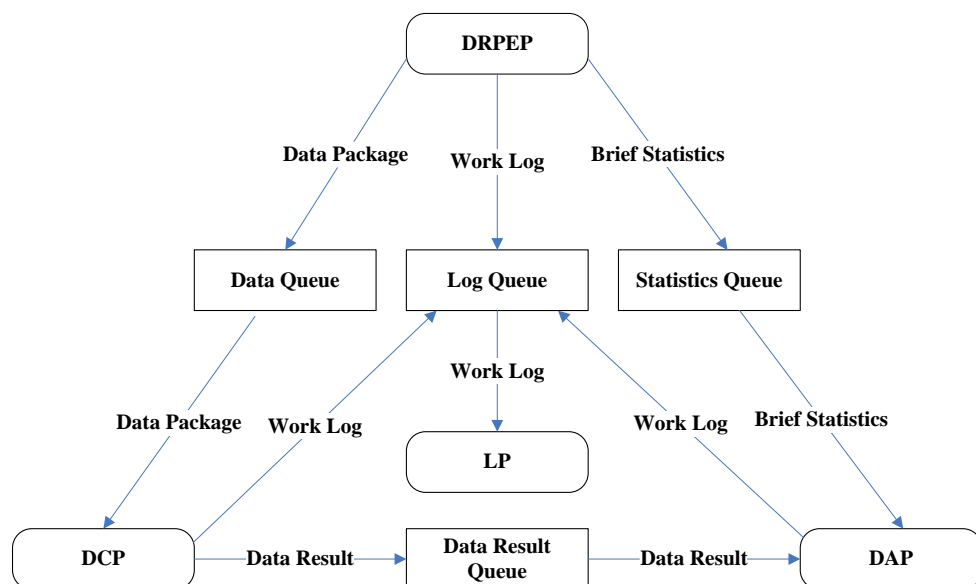 DRPEP
Data Package
Work Log
Brief Statistics
Data Queue
Log Queue
Statistics Queue
Work Log
Data Package
Work Log
Work Log
Brief Statistics
LP
DCP
Data Result
Data Result
Queue
Data Result
DAP